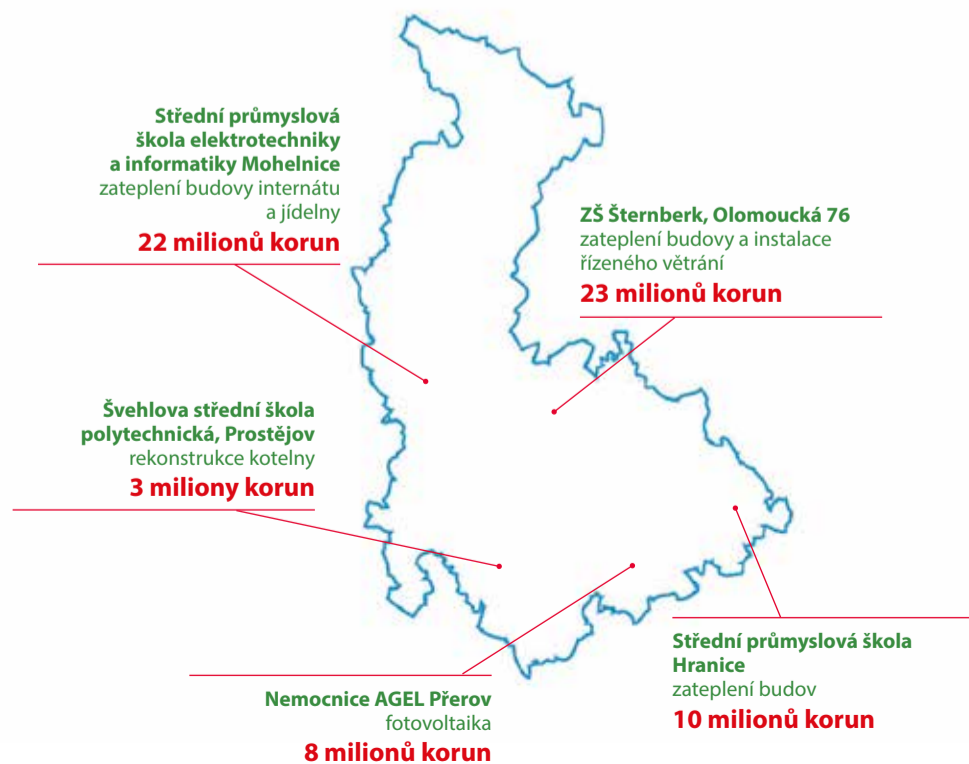 Střední průmyslová
škola elektrotechniky
a informatiky Mohelnice
zateplení budovy internátu
a jídelny
22 milionů korun
ZŠ Šternberk, Olomoucká 76
zateplení budovy a instalace
řízeného větrání
23 milionů korun
Švehlova střední škola
polytechnická, Prostějov
rekonstrukce kotelny
3 miliony korun
Střední průmyslová škola
Hranice
zateplení budov
10 milionů korun
Nemocnice AGEL Přerov
fotovoltaika
8 milionů korun